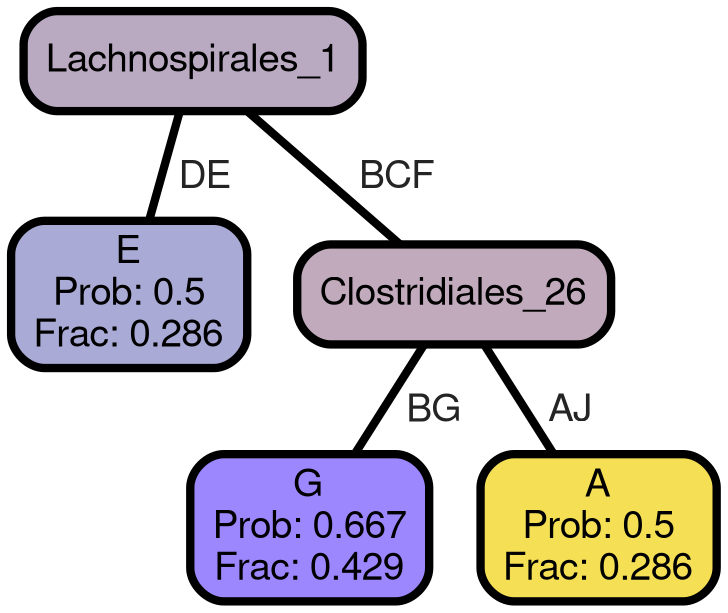 Lachnospirales_1
DE
BCF
E
Prob: 0.5
Frac: 0.286
Clostridiales_26
BG
AJ
G
Prob: 0.667
Frac: 0.429
A
Prob: 0.5
Frac: 0.286